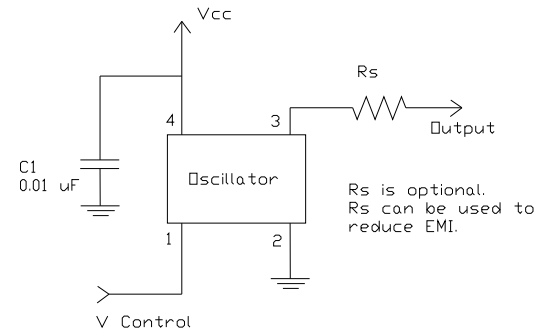 Vcc
Rs
4
3
Output
C1
0.01 uF
Oscillator
Rs is optional.
Rs can be used to
reduce EMI.
1
2
V Control